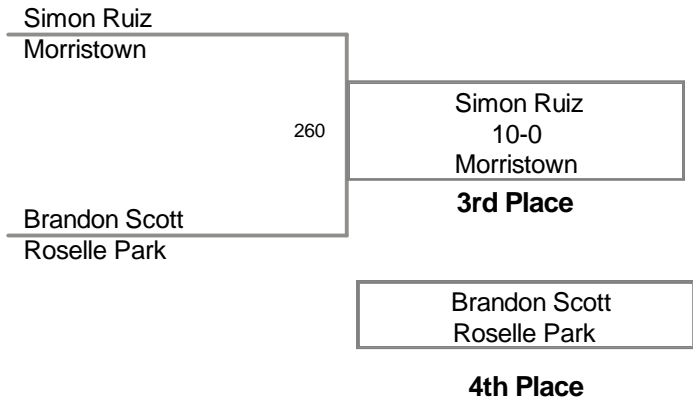 Simon Ruiz
Morristown
260
Simon Ruiz
10-0
Morristown
3rd Place
Brandon Scott
Roselle Park
Brandon Scott
Roselle Park
4th Place